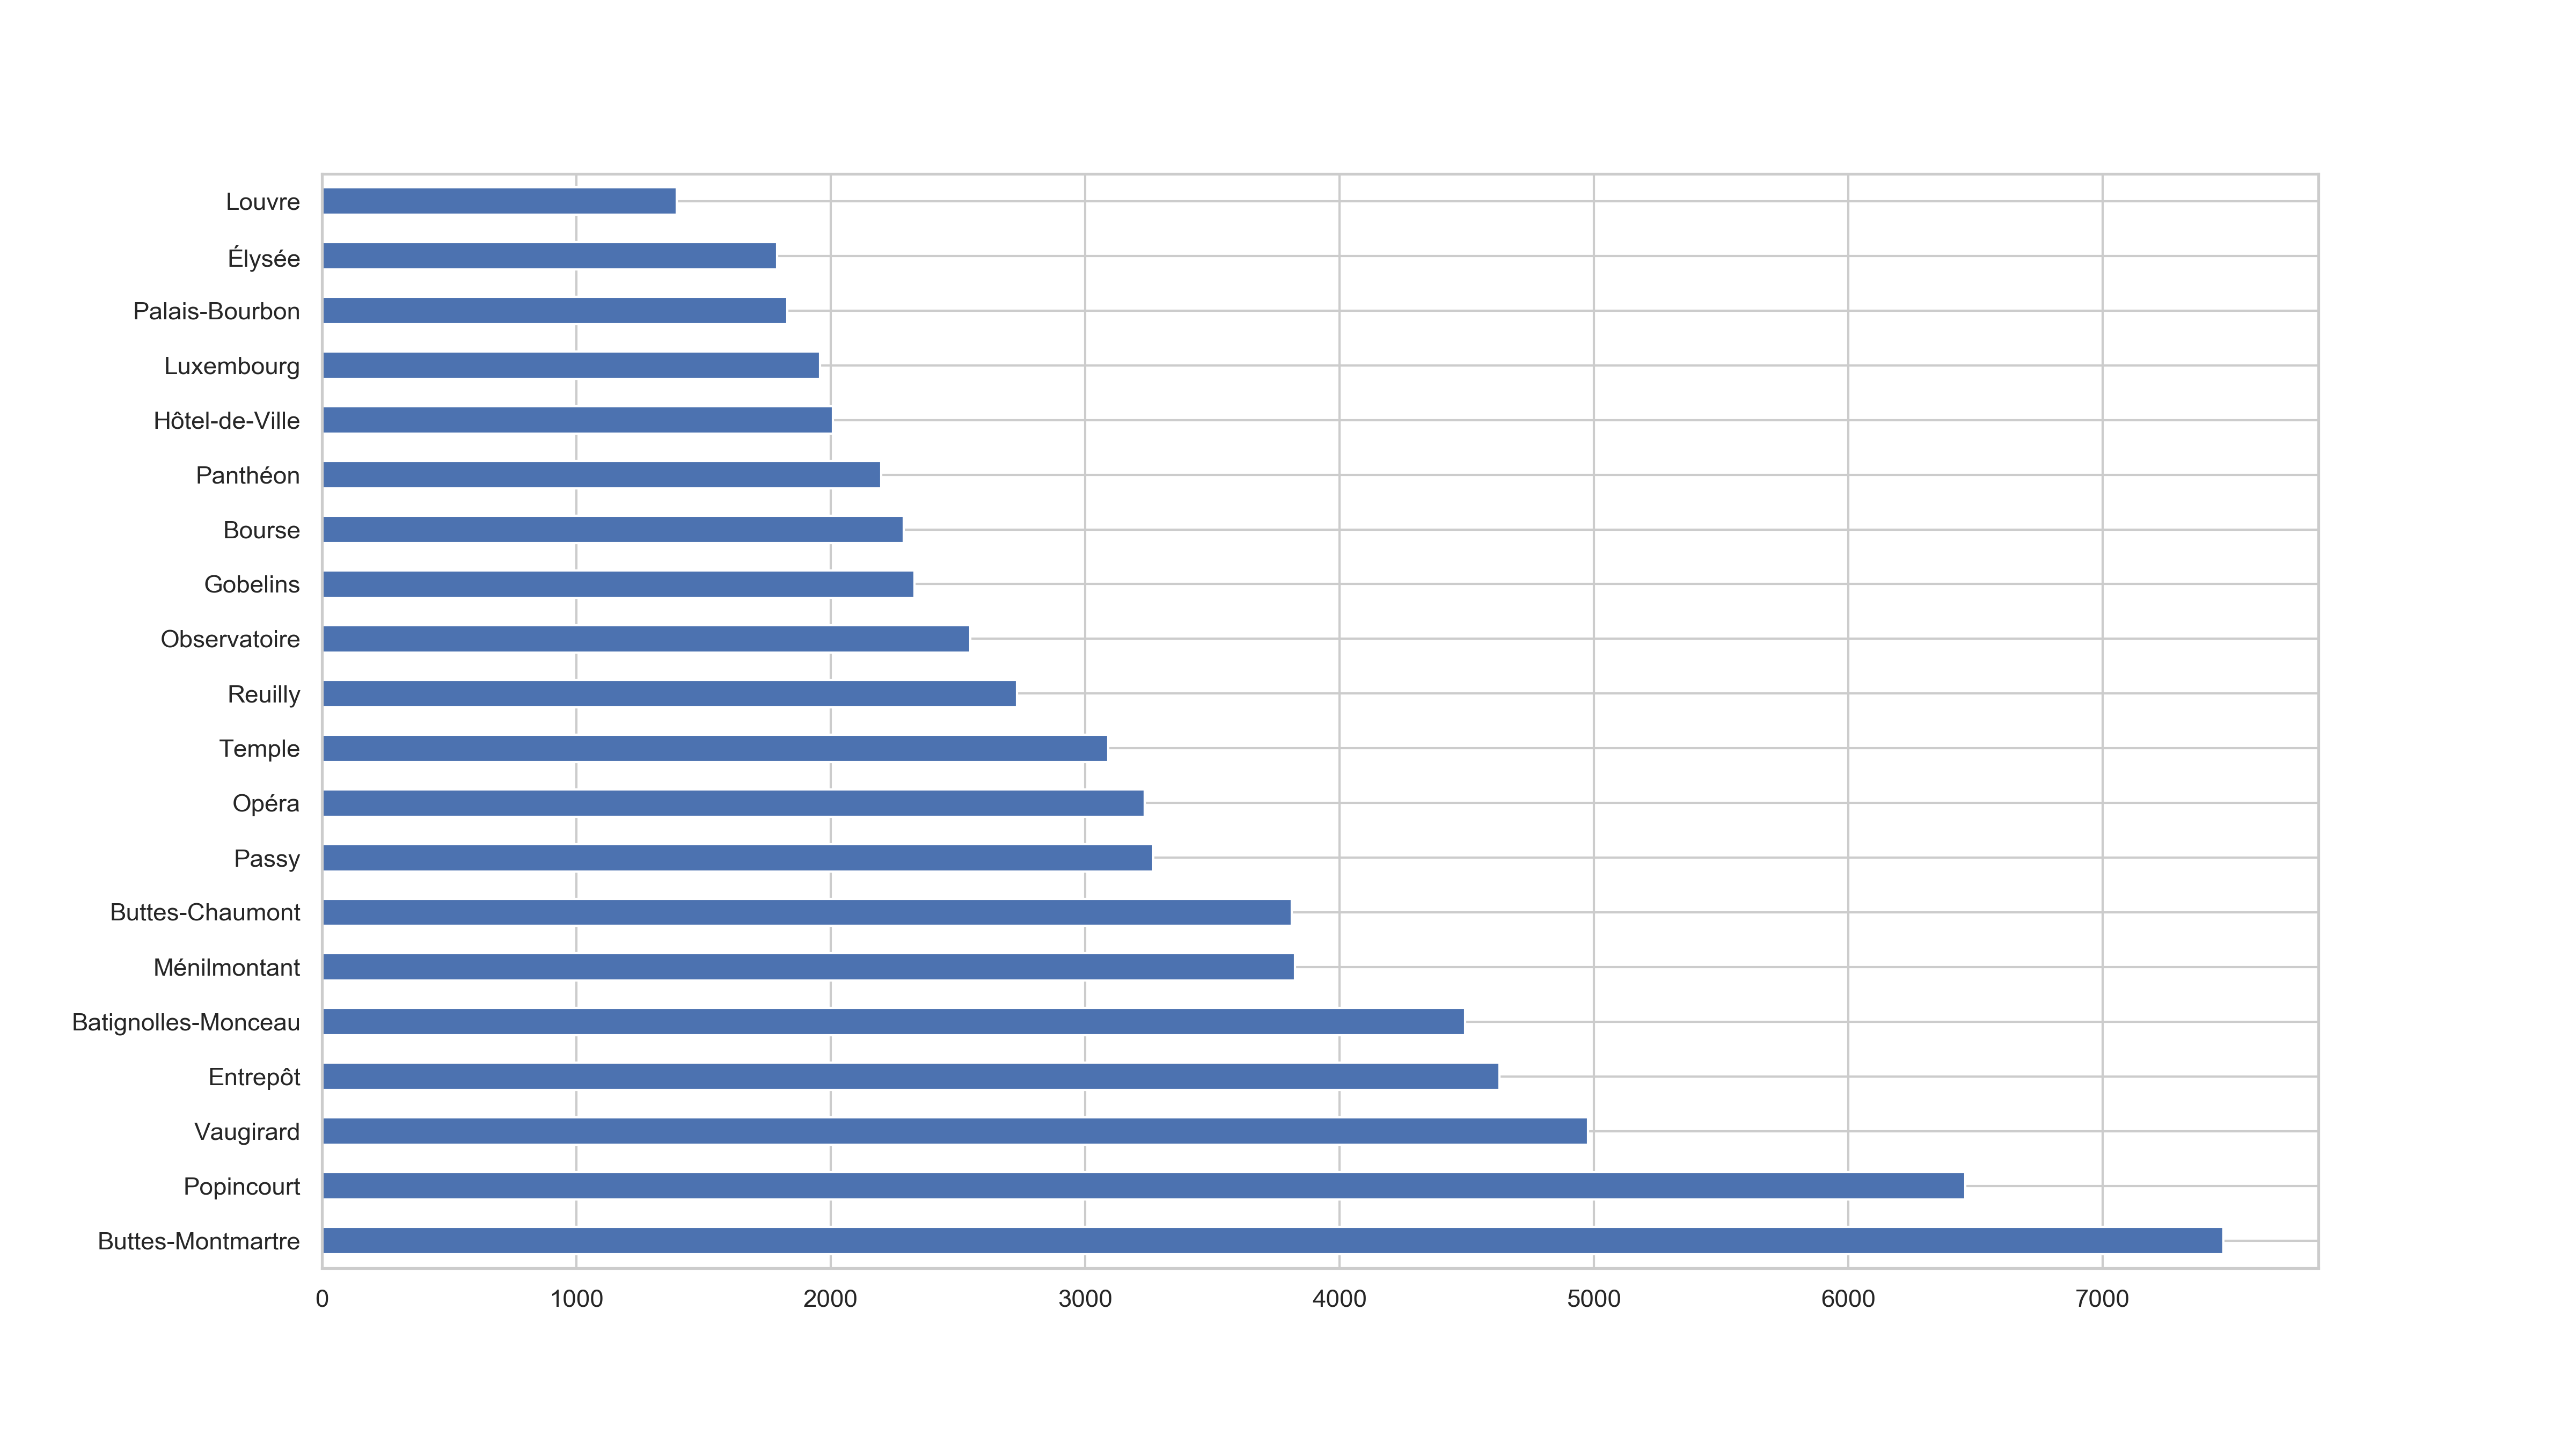 Louvre
Élysée
Palais-Bourbon
Luxembourg
Hôtel-de-Ville
Panthéon
Bourse
Gobelins
Observatoire
Reuilly
Temple
Opéra
Passy
Buttes-Chaumont
Ménilmontant
Batignolles-Monceau
Entrepôt
Vaugirard
Popincourt
Buttes-Montmartre
0 1000 2000 3000 4000 5000 6000 7000